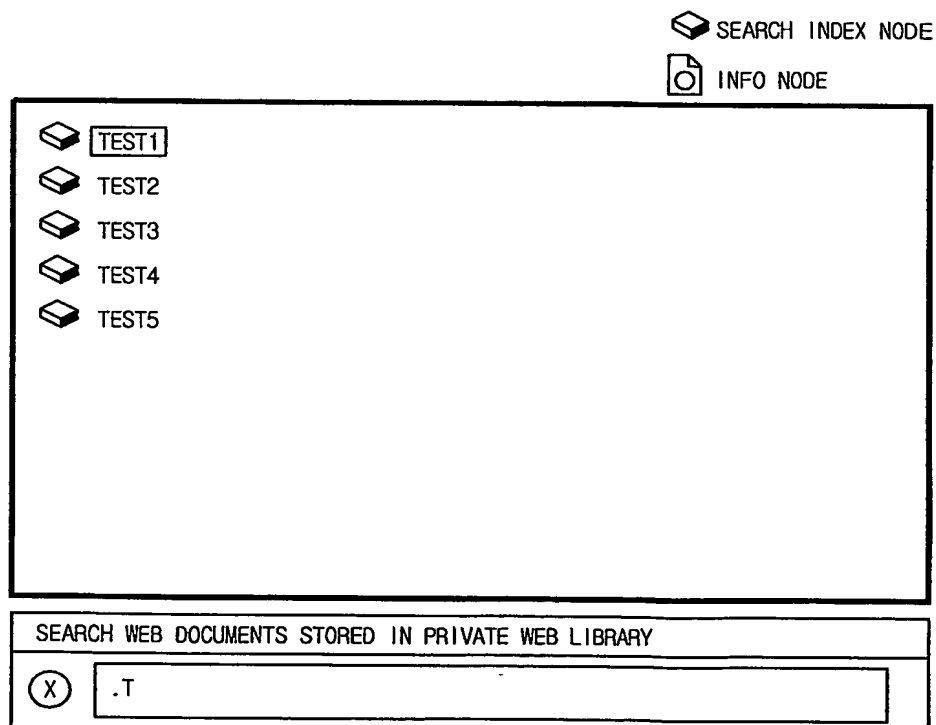 SEARCH INDEX NODE
INFO NODE
TEST1
TEST2
TEST3
TEST4
TEST5
SEARCH WEB DOCUMENTS STORED IN PRIVATE WEB LIBRARY
X .T